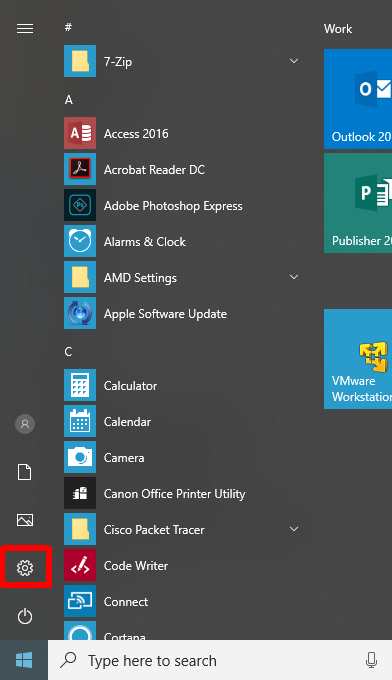 #
7-Zip
A
Access 2016
Acrobat Reader DC
Adobe Photoshop Express
Alarms & Clock
AMD Settings
Apple Software Update
C
Calculator
Calendar
Camera
Canon Office Printer Utility
Cisco Packet Tracer
Code Writer
Connect
Cortana
Work
Outlook 20
Publisher 20
VMware
Workstation
Type here to search